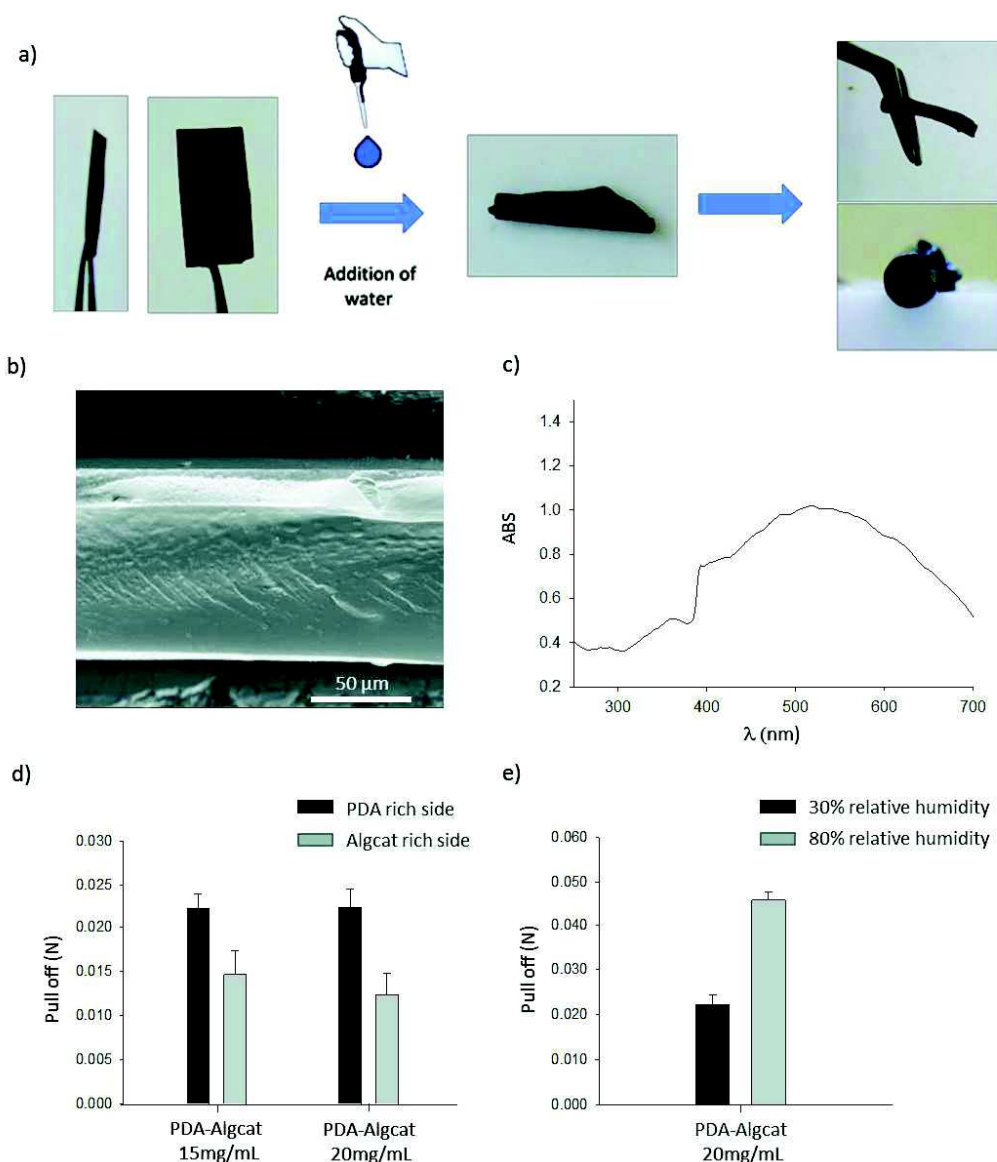 a)
Addition of
water
b)
50 µm
c)
1.4
1.2
1.0
0.8
0.6
0.4
0.2
ABS
300
400
500
600
700
λ (nm)
d)
PDA rich side
Algcat rich side
0.030
0.025
0.020
0.015
0.010
0.005
0.000
Pull off (N)
PDA-Algcat
15mg/mL
PDA-Algcat
20mg/mL
e)
30% relative humidity
80% relative humidity
0.060
0.050
0.040
0.030
0.020
0.010
0.000
Pull off (N)
PDA-Algcat
20mg/mL